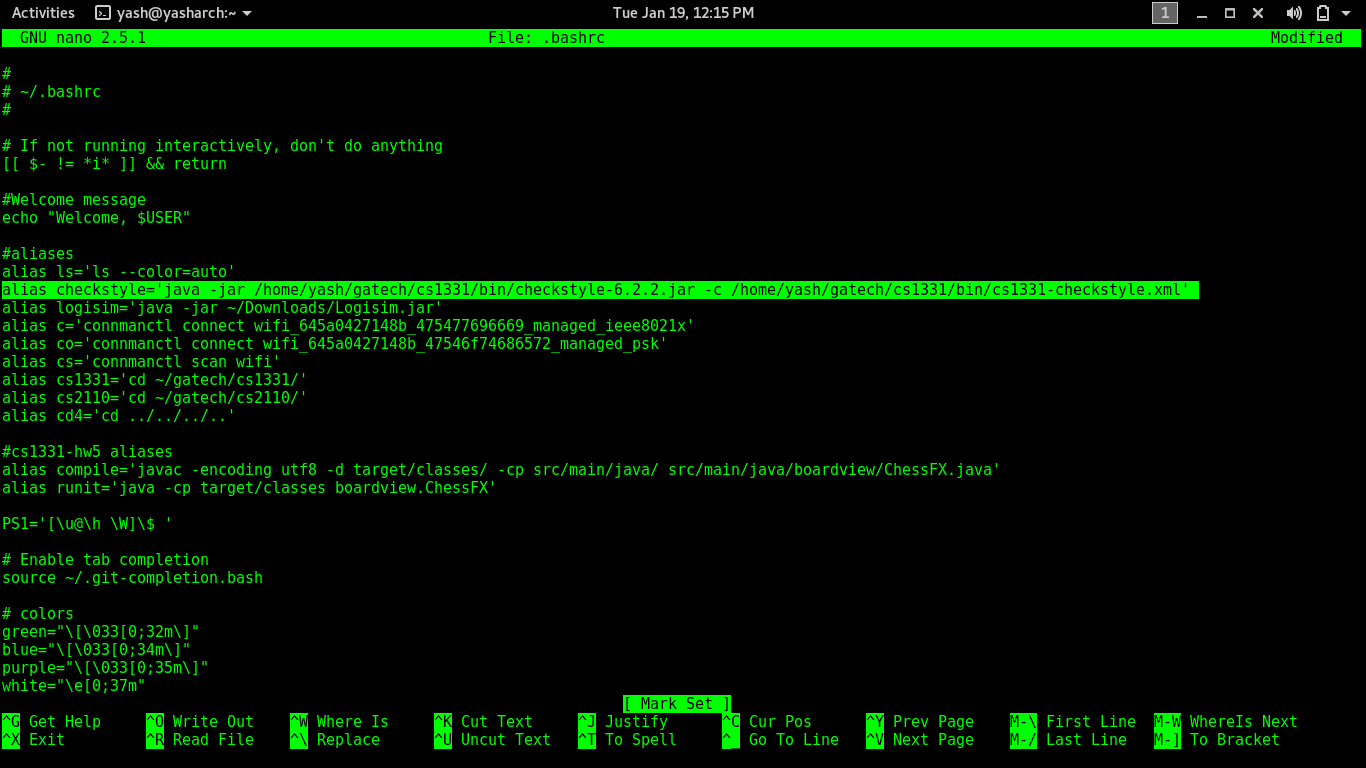 Activities yash@yasharch:~ Tue Jan 19, 12:15 PM 1
GNU nano 2.5.1 File: .bashrc Modified
#
# ~/.bashrc
#
# If not running interactively, don't do anything
[[ $- != *i* ]] && return
#Welcome message
echo "Welcome, $USER"
#aliases
alias ls='ls --color=auto'
alias checkstyle='java -jar /home/yash/gatech/cs1331/bin/checkstyle-6.2.2.jar -c /home/yash/gatech/cs1331/bin/cs1331-checkstyle.xml'
alias logisim='java -jar ~/Downloads/Logisim.jar'
alias c='connmanctl connect wifi_645a0427148b_475477696669_managed_ieee8021x'
alias co='connmanctl connect wifi_645a0427148b_47546f74686572_managed_psk'
alias cs='connmanctl scan wifi'
alias cs1331='cd ~/gatech/cs1331/'
alias cs2110='cd ~/gatech/cs2110/'
alias cd4='cd ../../../..'
#cs1331-hw5 aliases
alias compile='javac -encoding utf8 -d target/classes/ -cp src/main/java/ src/main/java/boardview/ChessFX.java'
alias runit='java -cp target/classes boardview.ChessFX'
PS1='[\u@\h \W]\$ '
# Enable tab completion
source ~/.git-completion.bash
# colors
green="\[\033[0;32m\]"
blue="\[\033[0;34m\]"
purple="\[\033[0;35m\]"
white="\e[0;37m"
[ Mark Set ]
^G Get Help ^O Write Out ^W Where Is ^K Cut Text ^J Justify ^C Cur Pos ^Y Prev Page M-\ First Line M-W WhereIs Next
^X Exit ^R Read File ^\ Replace ^U Uncut Text ^T To Spell ^_ Go To Line ^V Next Page M-/ Last Line M-] To Bracket